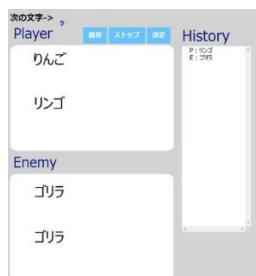 次の文字-> ラ
Player
録音 ストップ 決定
History
りんご
リンゴ
P : リンゴ
E : ゴリラ
Enemy
ゴリラ
ゴリラ